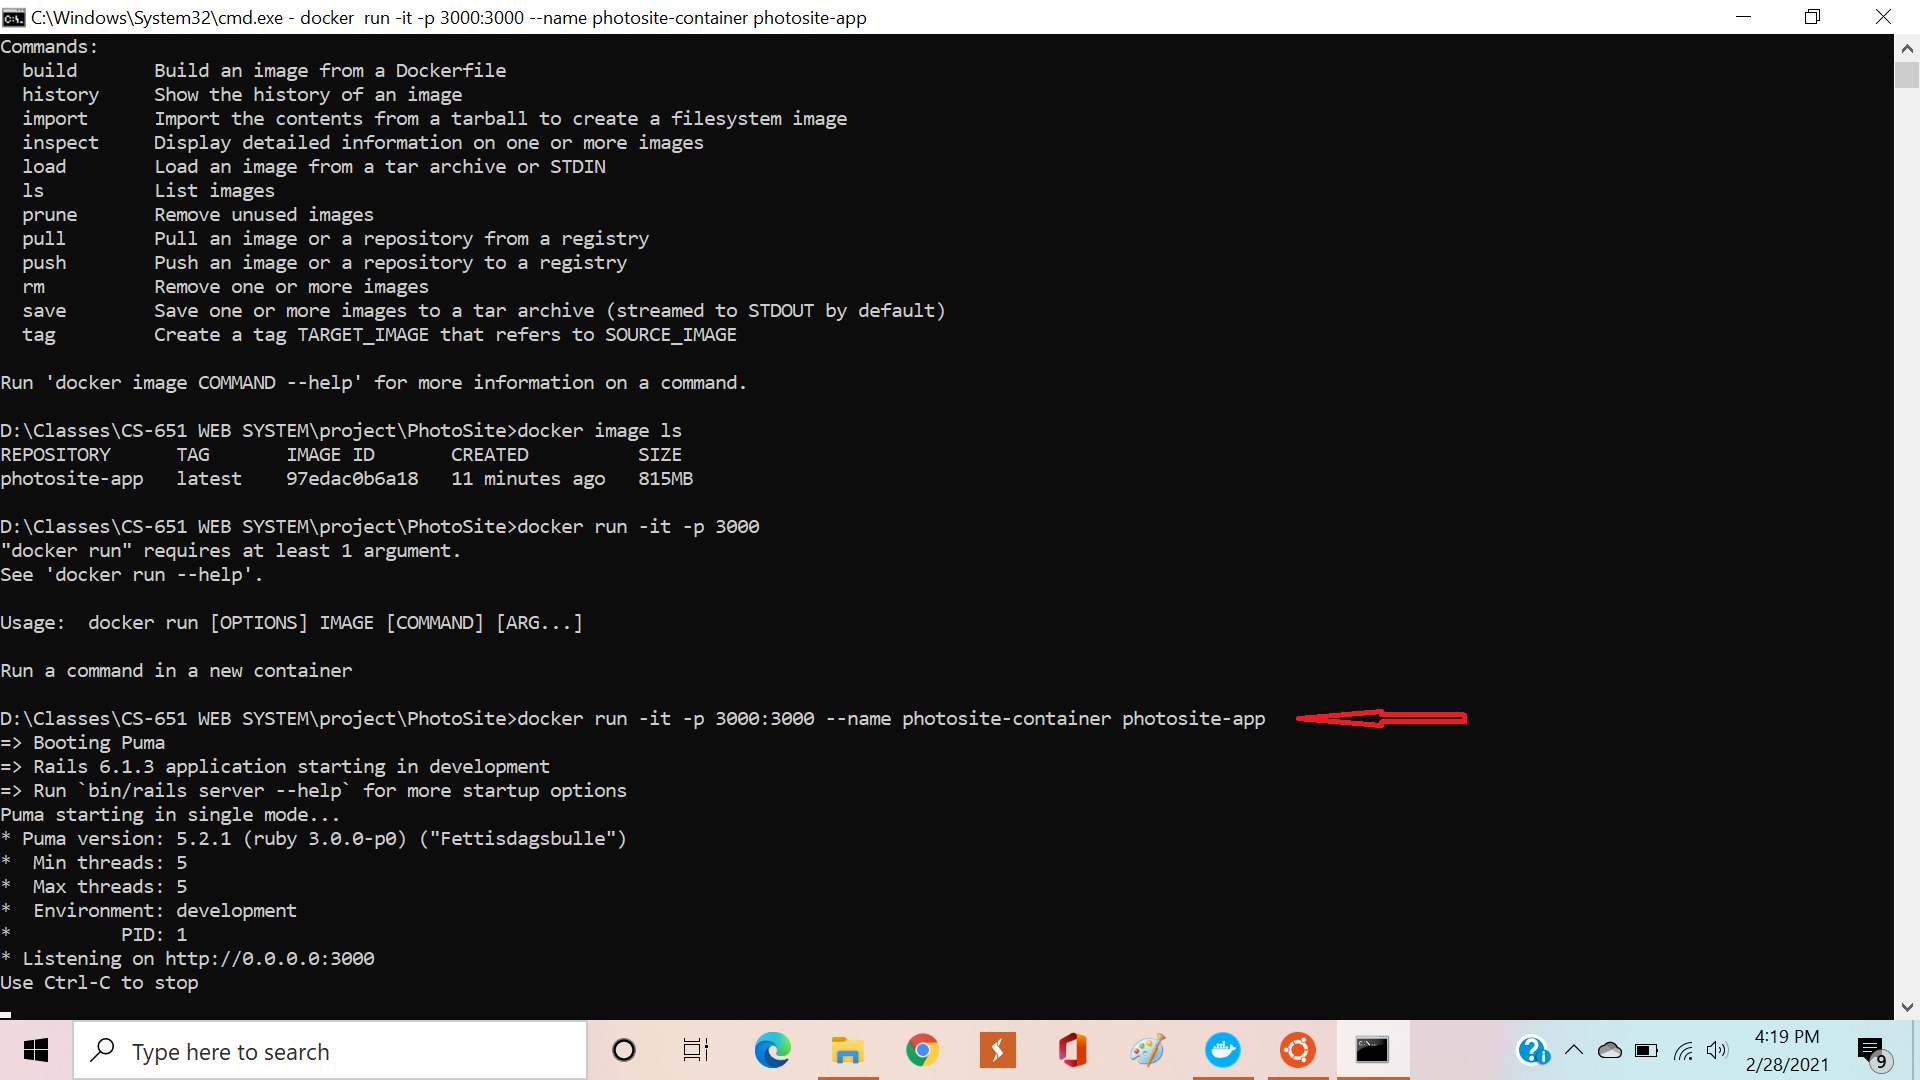 C:\Windows\System32\cmd.exe - docker  run -it -p 3000:3000 --name photosite-container photosite-app
Commands:
  build       Build an image from a Dockerfile
  history     Show the history of an image
  import      Import the contents from a tarball to create a filesystem image
  inspect     Display detailed information on one or more images
  load        Load an image from a tar archive or STDIN
  ls          List images
  prune       Remove unused images
  pull        Pull an image or a repository from a registry
  push        Push an image or a repository to a registry
  rm          Remove one or more images
  save        Save one or more images to a tar archive (streamed to STDOUT by default)
  tag         Create a tag TARGET_IMAGE that refers to SOURCE_IMAGE
Run 'docker image COMMAND --help' for more information on a command.
D:\Classes\CS-651 WEB SYSTEM\project\PhotoSite>docker image ls
REPOSITORY      TAG       IMAGE ID       CREATED          SIZE
photosite-app   latest    97edac0b6a18   11 minutes ago   815MB
D:\Classes\CS-651 WEB SYSTEM\project\PhotoSite>docker run -it -p 3000
"docker run" requires at least 1 argument.
See 'docker run --help'.
Usage:  docker run [OPTIONS] IMAGE [COMMAND] [ARG...]
Run a command in a new container
D:\Classes\CS-651 WEB SYSTEM\project\PhotoSite>docker run -it -p 3000:3000 --name photosite-container photosite-app
=> Booting Puma
=> Rails 6.1.3 application starting in development
=> Run `bin/rails server --help` for more startup options
Puma starting in single mode...
* Puma version: 5.2.1 (ruby 3.0.0-p0) ("Fettisdagsbulle")
*  Min threads: 5
*  Max threads: 5
*  Environment: development
*          PID: 1
* Listening on http://0.0.0.0:3000
Use Ctrl-C to stop
Type here to search
4:19 PM
2/28/2021
9